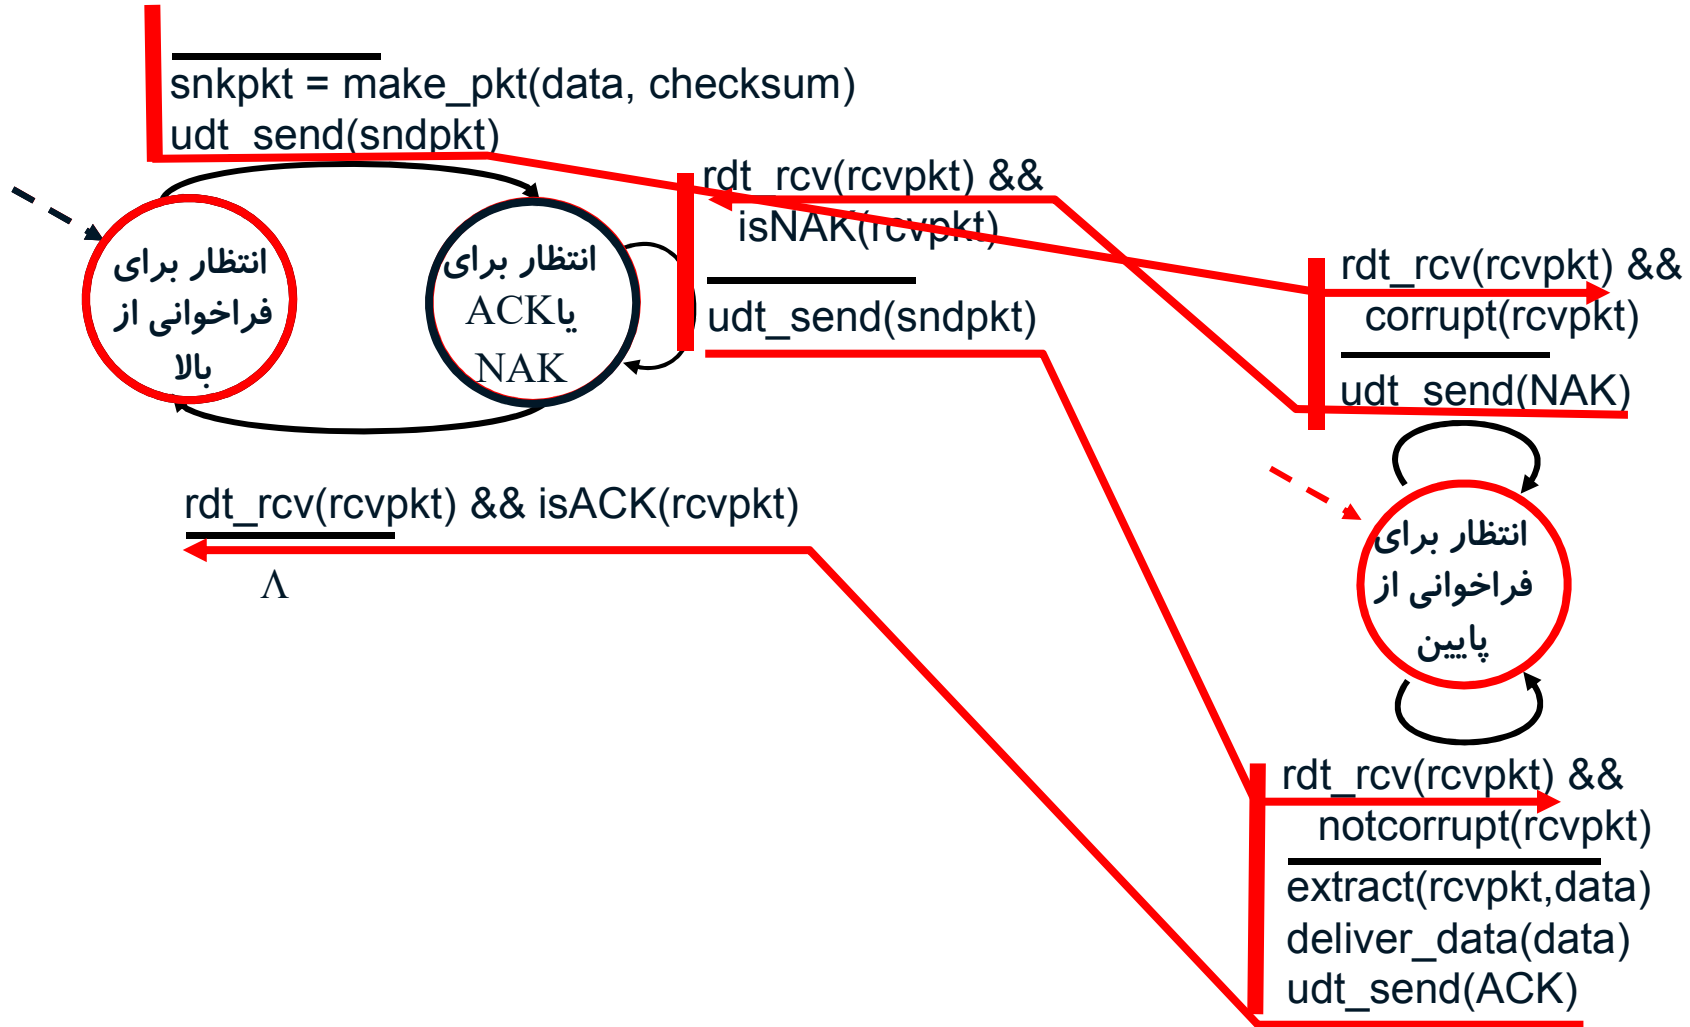 snkpkt = make_pkt(data, checksum)
udt_send(sndpkt)
انتظار برای
فراخوانی از
بالا
انتظار برای
ACK یا
NAK
rdt_rcv(rcvpkt) &&
isNAK(rcvpkt)
udt_send(sndpkt)
rdt_rcv(rcvpkt) && isACK(rcvpkt)
Λ
rdt_rcv(rcvpkt) &&
corrupt(rcvpkt)
udt_send(NAK)
انتظار برای
فراخوانی از
پایین
rdt_rcv(rcvpkt) &&
notcorrupt(rcvpkt)
extract(rcvpkt,data)
deliver_data(data)
udt_send(ACK)